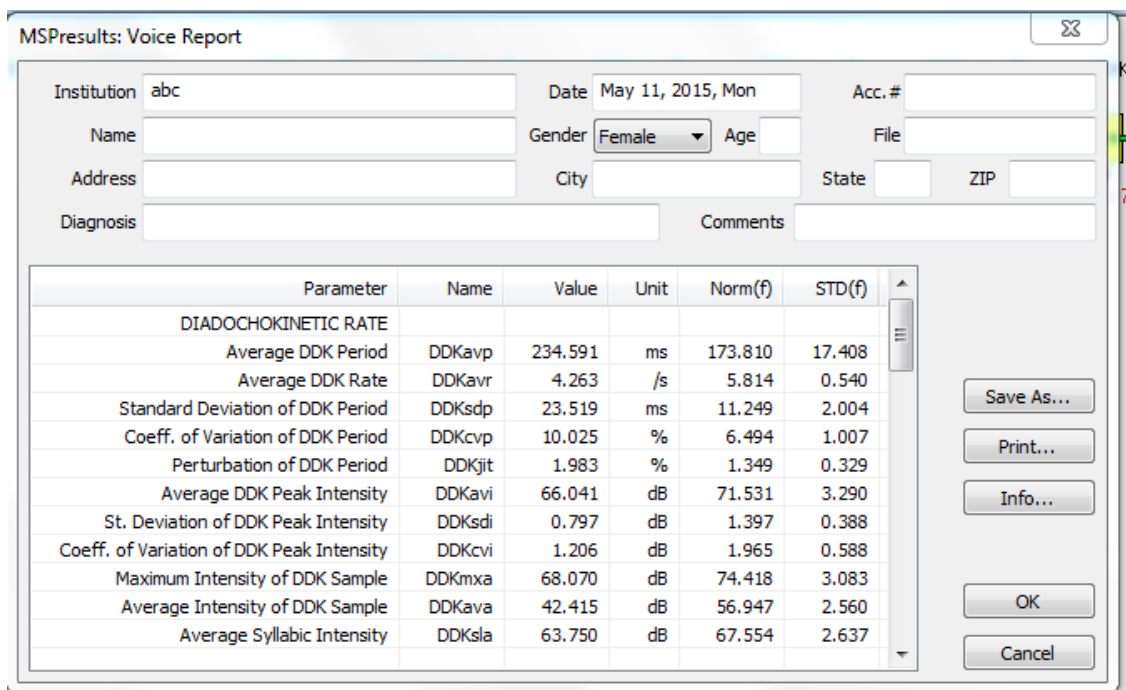 MSPresults: Voice Report
Institution abc Date May 11, 2015, Mon Acc. #
Name Gender Female Age File
Address City State ZIP
Diagnosis Comments
Parameter Name Value Unit Norm(f) STD(f)
DIADOCHOKINETIC RATE
Average DDK Period DDKavp 234.591 ms 173.810 17.408
Average DDK Rate DDKavr 4.263 /s 5.814 0.540
Standard Deviation of DDK Period DDKsdp 23.519 ms 11.249 2.004
Coeff. of Variation of DDK Period DDKcvp 10.025 % 6.494 1.007
Perturbation of DDK Period DDKjit 1.983 % 1.349 0.329
Average DDK Peak Intensity DDKavi 66.041 dB 71.531 3.290
St. Deviation of DDK Peak Intensity DDKsdi 0.797 dB 1.397 0.388
Coeff. of Variation of DDK Peak Intensity DDKcvi 1.206 dB 1.965 0.588
Maximum Intensity of DDK Sample DDKmxa 68.070 dB 74.418 3.083
Average Intensity of DDK Sample DDKava 42.415 dB 56.947 2.560
Average Syllabic Intensity DDKsla 63.750 dB 67.554 2.637
Save As...
Print...
Info...
OK
Cancel